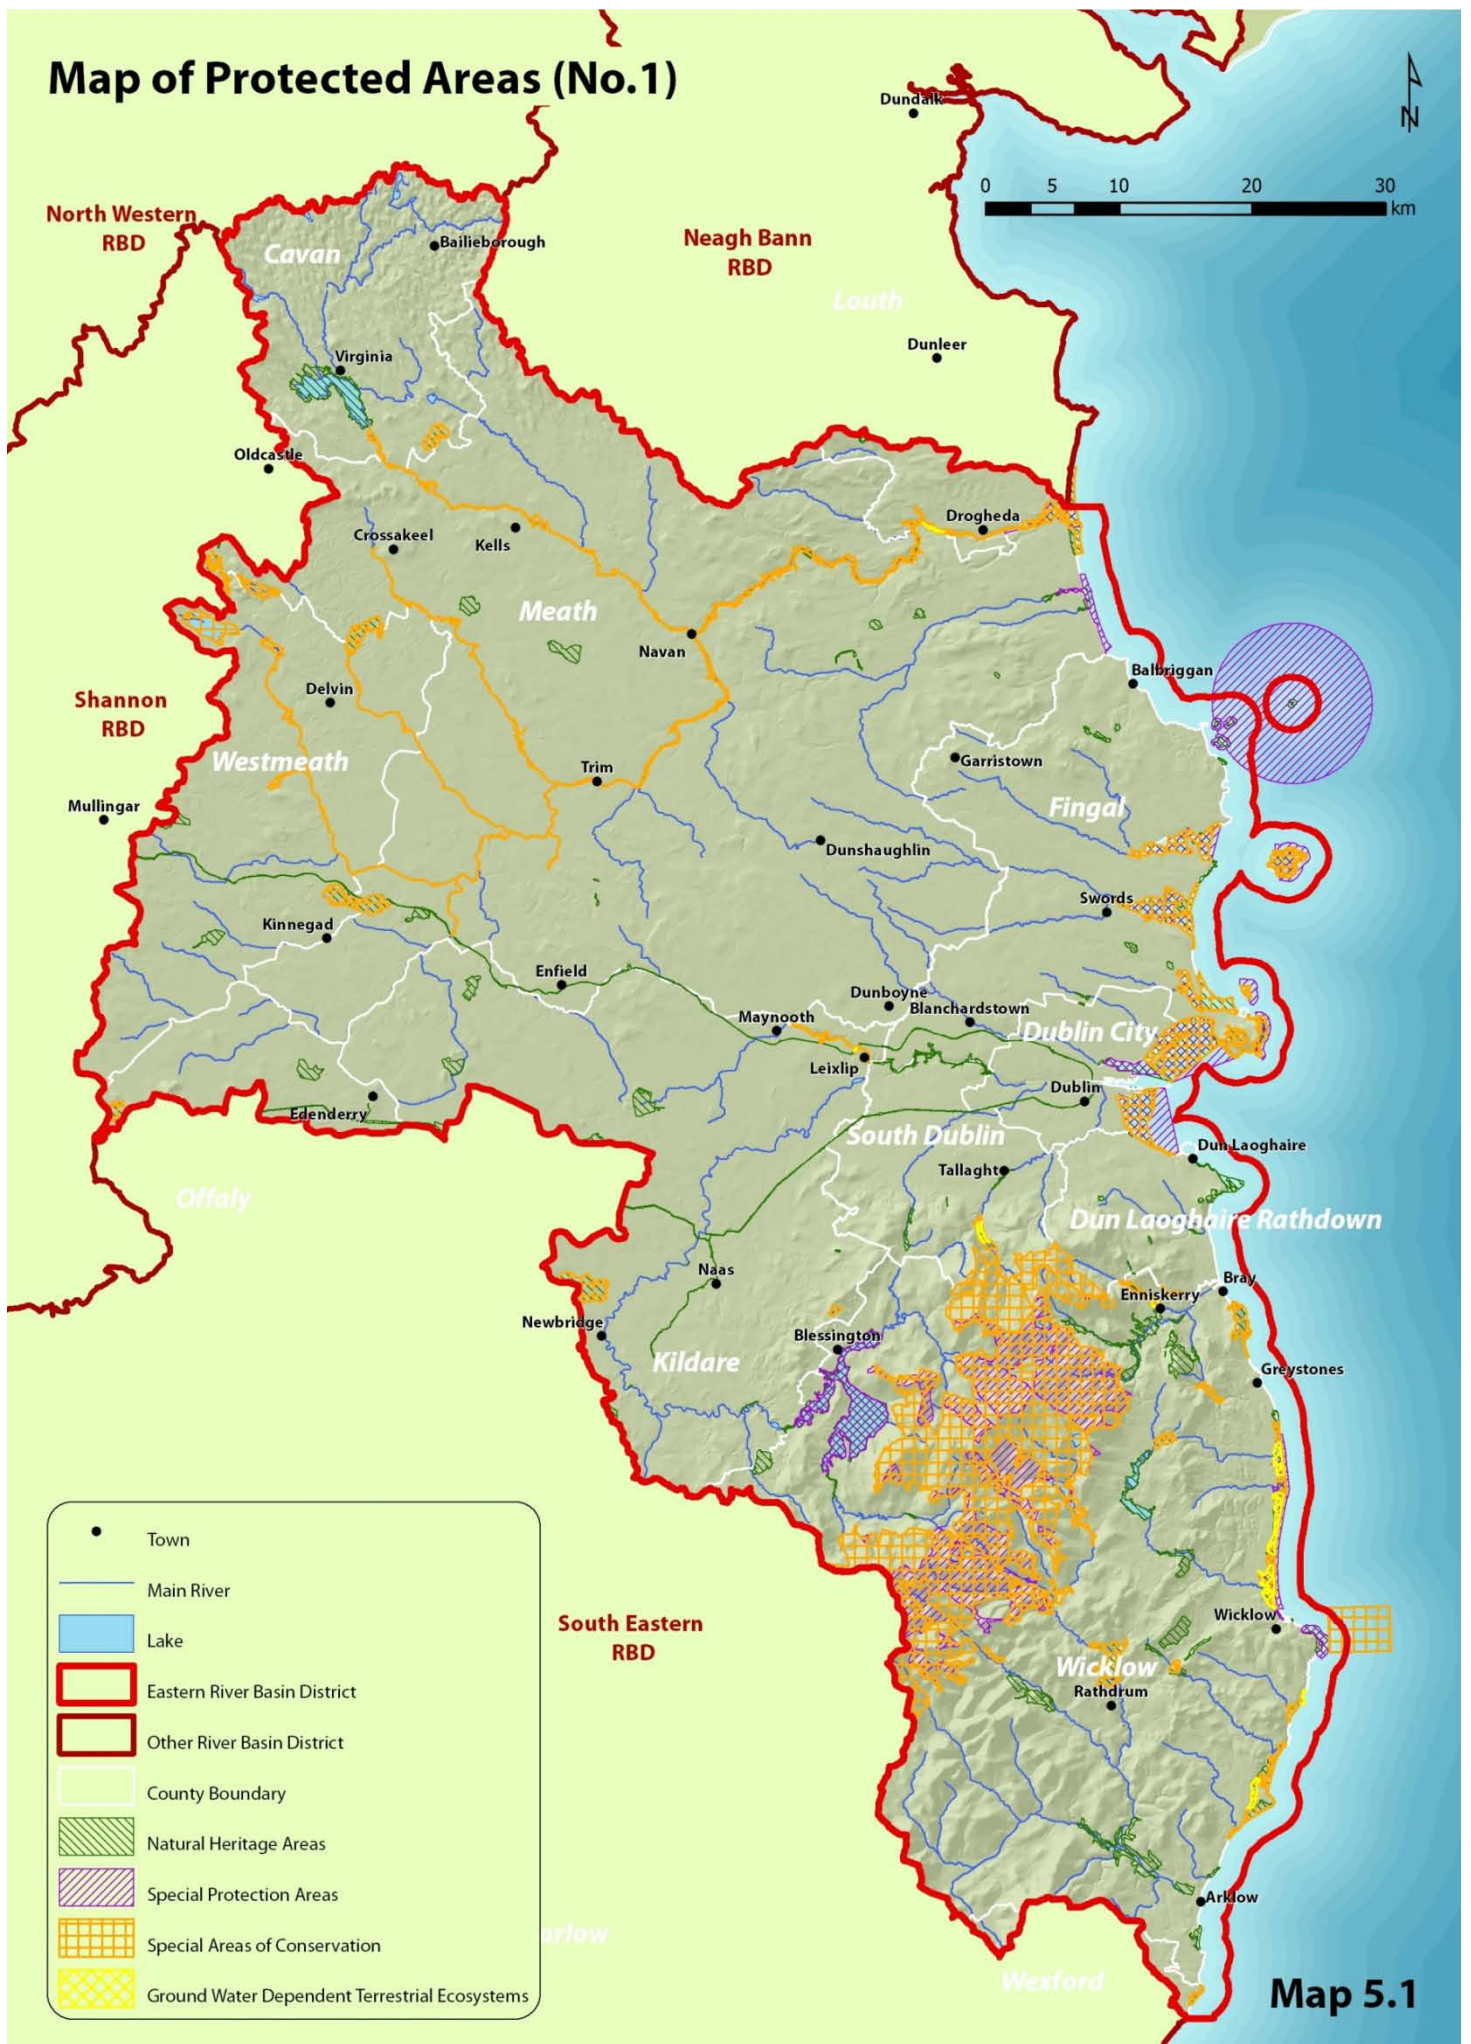 Map of Protected Areas (No.1)
Dundalk
N
0 5 10 20 30
km
North Western
RBD
Cavan
Bailieborough
Neagh Bann
RBD
Louth
Dunleer
Virginia
Oldcastle
Drogheda
Crossakeel
Kells
Meath
Navan
Balbriggan
Shannon
RBD
Delvin
Westmeath
Garristown
Trim
Fingal
Mullingar
Dunshaughlin
Swords
Kinnegad
Enfield
Dunboyne
Maynooth
Blanchardstown
Dublin City
Leixlip
Dublin
Edenderry
South Dublin
Dun Laoghaire
Tallaght
Offaly
Dun Laoghaire Rathdown
Naas
Bray
Enniskerry
Newbridge
Blessington
Kildare
Greystones
Town
Main River
Lake
Eastern River Basin District
Other River Basin District
County Boundary
Natural Heritage Areas
Special Protection Areas
Special Areas of Conservation
Ground Water Dependent Terrestrial Ecosystems
South Eastern
RBD
Wicklow
Wicklow
Rathdrum
Arklow
arlow
Wexford
Map 5.1